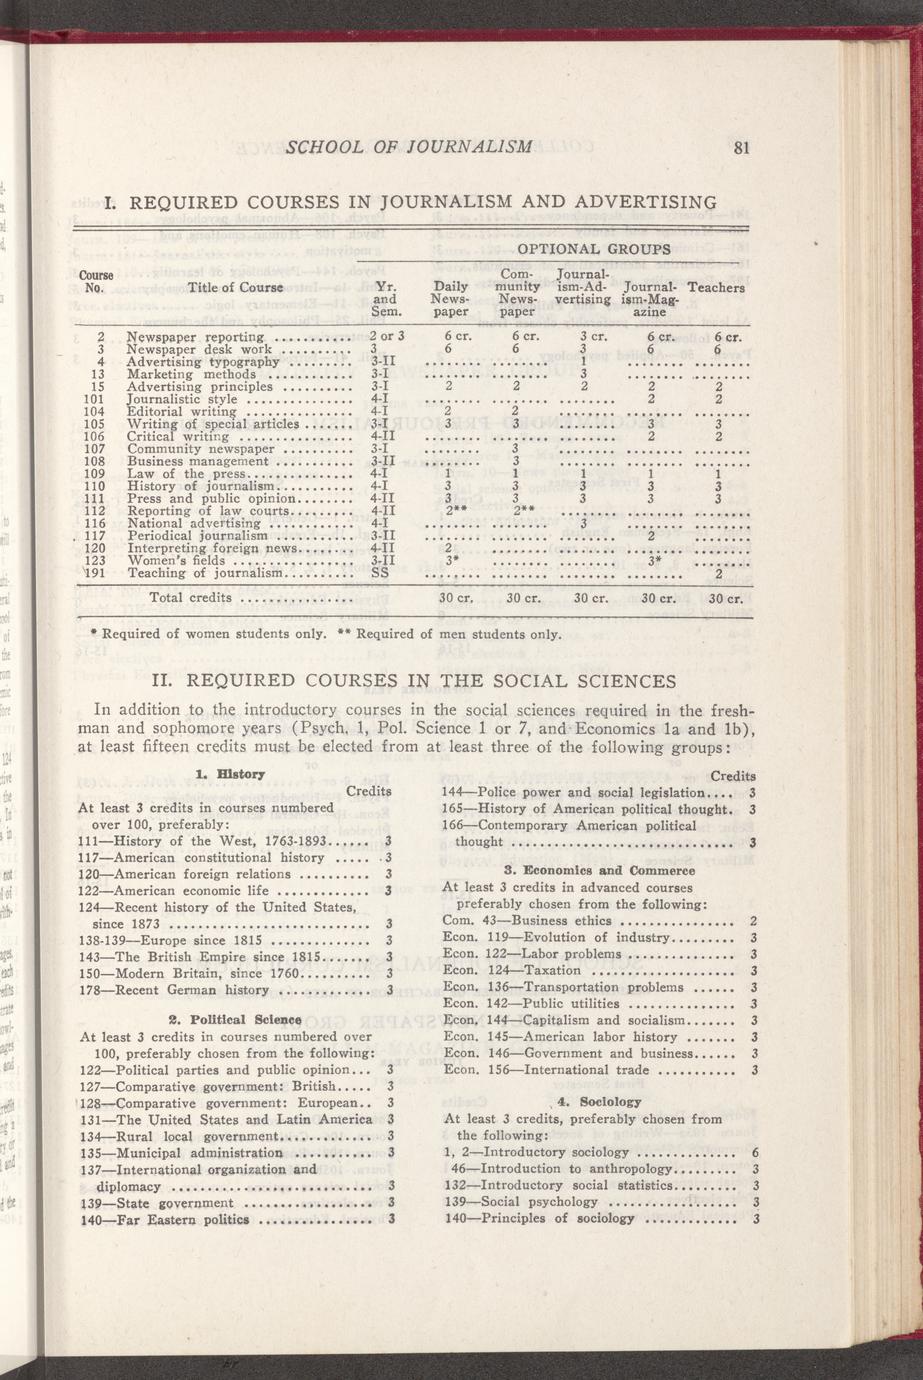 SCHOOL OF JOURNALISM 81
I. REQUIRED COURSES IN JOURNALISM AND ADVERTISING
OPTIONAL GROUPS
Course No. Title of Course Yr. and Sem. Daily News-paper Com-munity News-paper Journal-ism-Ad-vertising Journal-ism-Mag-azine Teachers
2 Newspaper reporting ........... 2 or 3 6 cr. 6 cr. 3 cr. 6 cr. 6 cr.
3 Newspaper desk work .......... 3 6 6 3 6 6
4 Advertising typography ......... 3-II ........ ........ 1 ........ ........
13 Marketing methods ............ 3-I ........ ........ 3 ........ ........
15 Advertising principles .......... 3-I 2 2 2 2 2
101 Journalistic style ............... 4-I ........ ........ ........ 2 2
104 Editorial writing ............... 4-I 2 2 ........ ........ ........
105 Writing of special articles ....... 3-I 3 3 ........ 3 3
106 Critical writing ................ 4-II ........ ........ ........ 2 2
107 Community newspaper .......... 3-I ........ 3 ........ ........ ........
108 Business management ........... 3-II ........ 3 ........ ........ ........
109 Law of the press............... 4-I 1 1 1 1 1
110 History of journalism........... 4-I 3 3 3 3 3
111 Press and public opinion........ 4-II 3 3 3 3 3
112 Reporting of law courts......... 4-II 2** 2** ........ ........ ........
116 National advertising ............ 4-I ........ ........ 3 ........ ........
117 Periodical journalism ........... 3-II ........ ........ ........ 2 ........
120 Interpreting foreign news........ 4-II 2 ........ ........ ........ ........
123 Women's fields ................. 3-II 3* ........ ........ 3* ........
191 Teaching of journalism.......... SS ........ ........ ........ ........ 2
Total credits ................ 30 cr. 30 cr. 30 cr. 30 cr. 30 cr.
* Required of women students only. ** Required of men students only.
II. REQUIRED COURSES IN THE SOCIAL SCIENCES
In addition to the introductory courses in the social sciences required in the fresh-
man and sophomore years (Psych. 1, Pol. Science 1 or 7, and Economics 1a and 1b),
at least fifteen credits must be elected from at least three of the following groups:
1. History
Credits
At least 3 credits in courses numbered
over 100, preferably:
111—History of the West, 1763-1893...... 3
117—American constitutional history ..... 3
120—American foreign relations .......... 3
122—American economic life ............. 3
124—Recent history of the United States,
since 1873 ............................ 3
138-139—Europe since 1815 .............. 3
143—The British Empire since 1815....... 3
150—Modern Britain, since 1760.......... 3
178—Recent German history ............. 3
2. Political Science
At least 3 credits in courses numbered over
100, preferably chosen from the following:
122—Political parties and public opinion... 3
127—Comparative government: British..... 3
128—Comparative government: European.. 3
131—The United States and Latin America 3
134—Rural local government............. 3
135—Municipal administration ........... 3
137—International organization and
diplomacy ............................ 3
139—State government .................. 3
140—Far Eastern politics ................ 3
Credits
144—Police power and social legislation.... 3
165—History of American political thought. 3
166—Contemporary American political
thought ............................... 3
3. Economics and Commerce
At least 3 credits in advanced courses
preferably chosen from the following:
Com. 43—Business ethics ................ 2
Econ. 119—Evolution of industry......... 3
Econ. 122—Labor problems ............... 3
Econ. 124—Taxation .................... 3
Econ. 136—Transportation problems ...... 3
Econ. 142—Public utilities ............... 3
Econ. 144—Capitalism and socialism....... 3
Econ. 145—American labor history ....... 3
Econ. 146—Government and business...... 3
Econ. 156—International trade ........... 3
4. Sociology
At least 3 credits, preferably chosen from
the following:
1, 2—Introductory sociology .............. 6
46—Introduction to anthropology......... 3
132—Introductory social statistics......... 3
139—Social psychology .................. 3
140—Principles of sociology ............. 3